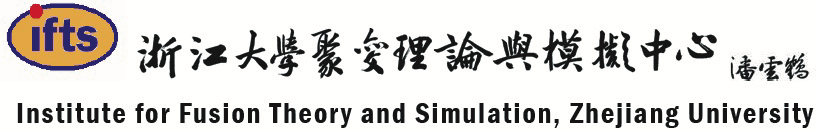 ifts
浙江大學聚变理論與模擬中心 潘雲鶴
Institute for Fusion Theory and Simulation, Zhejiang University